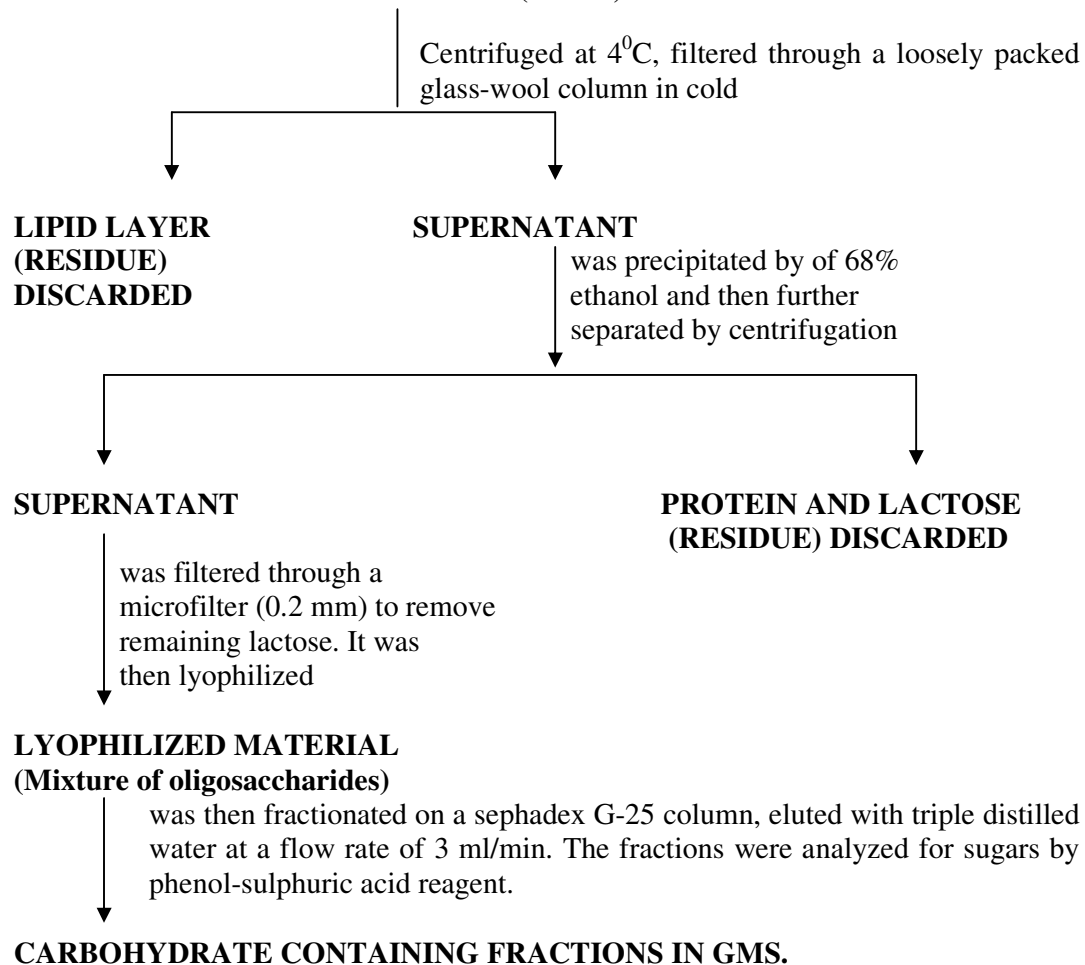 Centrifuged at 4⁰C, filtered through a loosely packed
glass-wool column in cold
LIPID LAYER
(RESIDUE)
DISCARDED
SUPERNATANT
was precipitated by of 68%
ethanol and then further
separated by centrifugation
SUPERNATANT
PROTEIN AND LACTOSE
(RESIDUE) DISCARDED
was filtered through a
microfilter (0.2 mm) to remove
remaining lactose. It was
then lyophilized
LYOPHILIZED MATERIAL
(Mixture of oligosaccharides)
was then fractionated on a sephadex G-25 column, eluted with triple distilled
water at a flow rate of 3 ml/min. The fractions were analyzed for sugars by
phenol-sulphuric acid reagent.
CARBOHYDRATE CONTAINING FRACTIONS IN GMS.